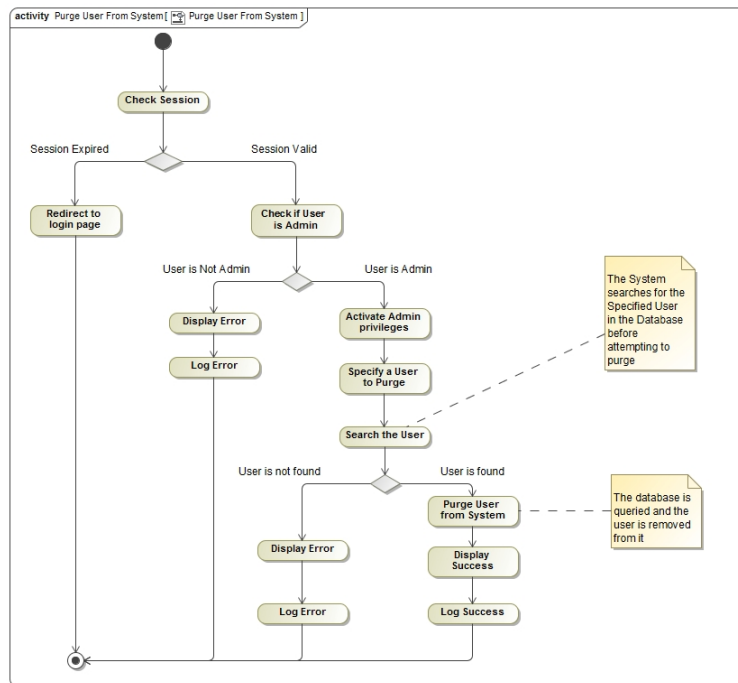 activity Purge User From System [ Purge User From System ]
Check Session
Session Expired
Session Valid
Redirect to
login page
Check if User
is Admin
User is Not Admin
User is Admin
Display Error
Activate Admin
privileges
Log Error
Specify a User
to Purge
The System
searches for the
Specified User
in the Database
before
attempting to
purge
Search the User
User is not found
User is found
Purge User
from System
The database is
queried and the
user is removed
from it
Display Error
Display
Success
Log Error
Log Success